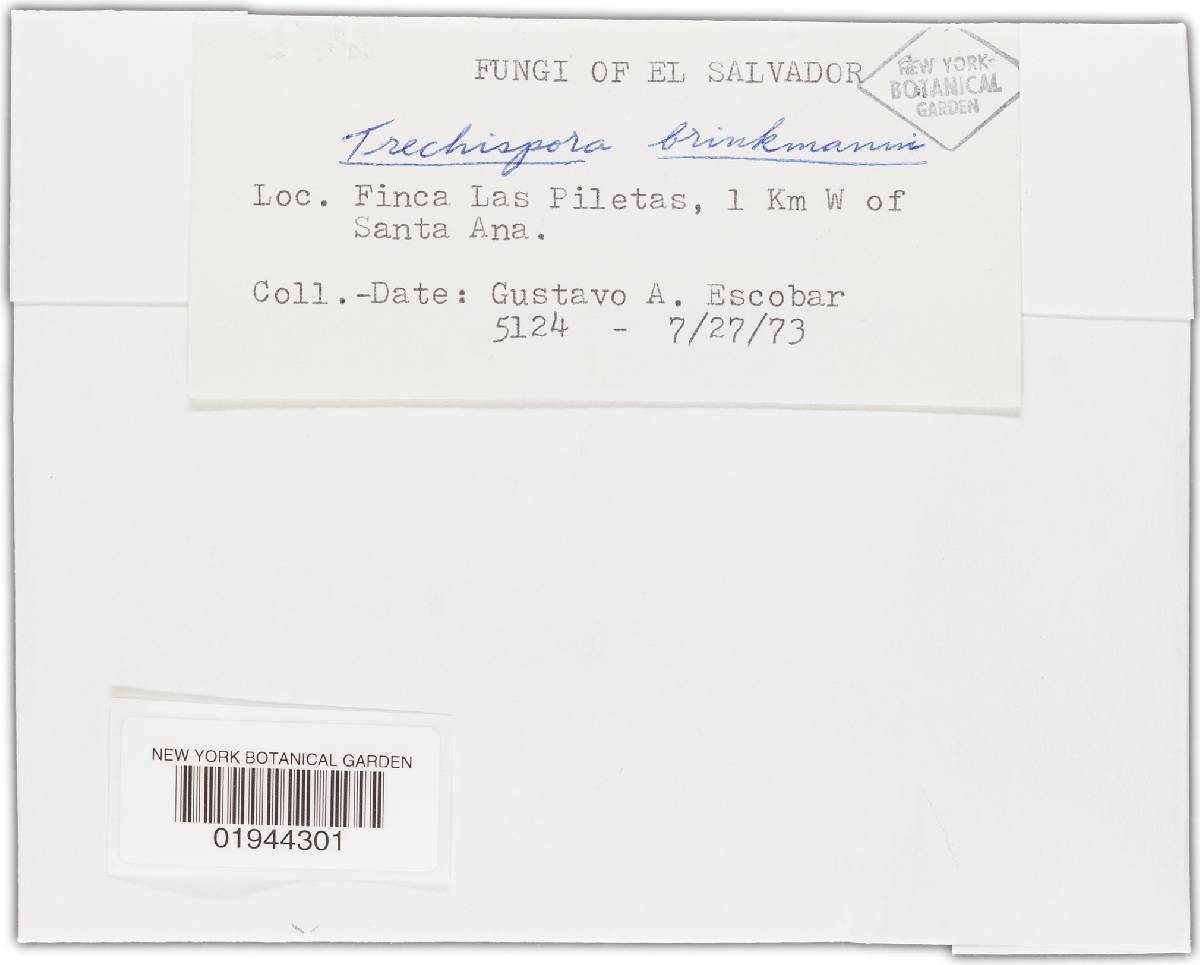 FUNGI OF EL SALVADOR
NEW YORK
BOTANICAL
GARDEN
Trechispora brinkmanni
Loc. Finca Las Piletas, 1 Km W of
Santa Ana.
Coll.-Date: Gustavo A. Escobar
5124 - 7/27/73
NEW YORK BOTANICAL GARDEN
01944301